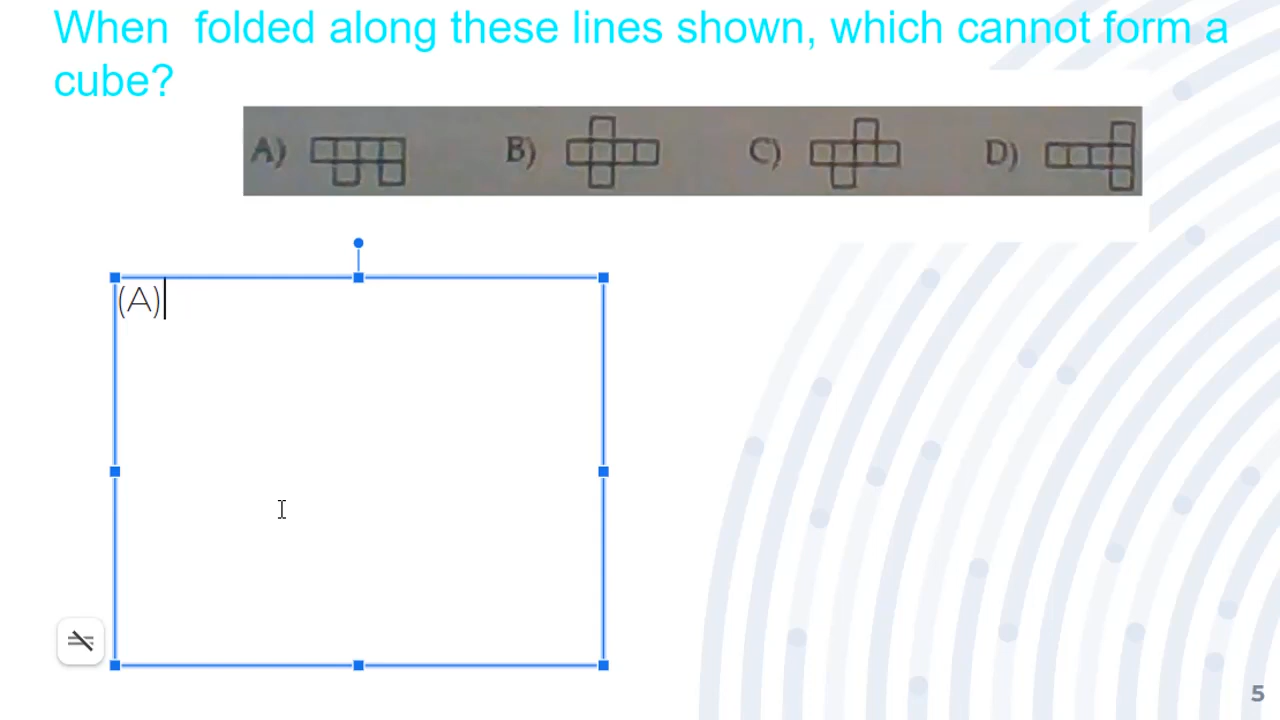 When  folded along these lines shown, which cannot form a
cube?
A) B) C) D)
(A)
5